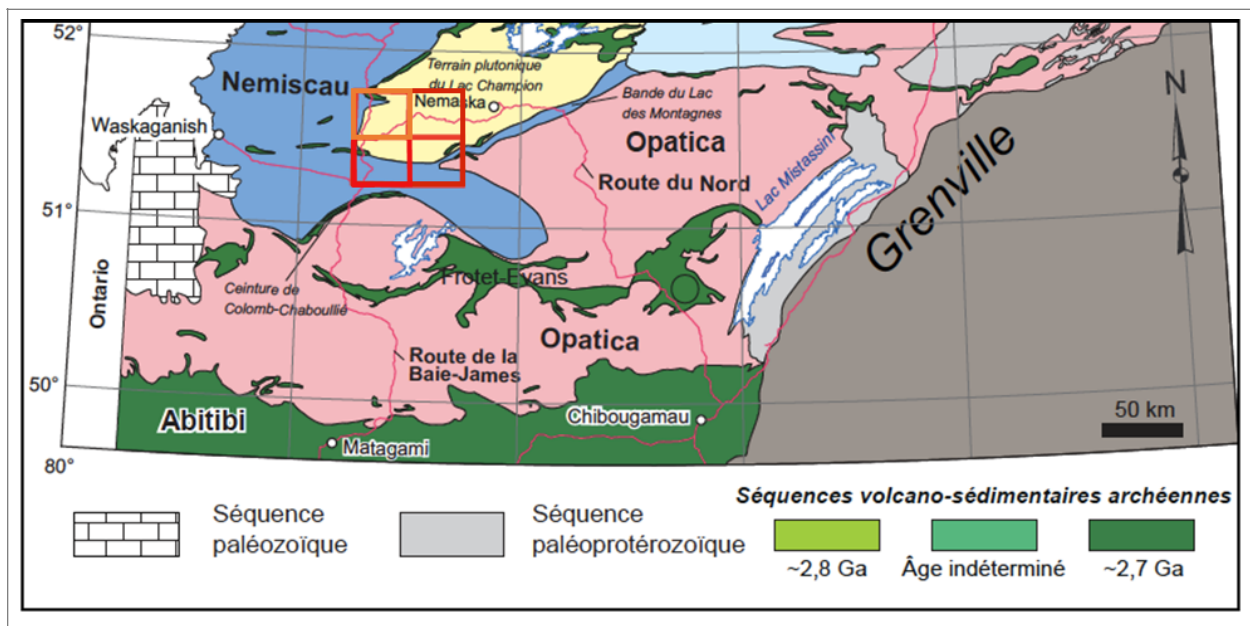 52°
Nemiscau
Terrain plutonique
du Lac Champion
Nemaska
Bande du Lac
des Montagnes
N
Waskaganish
Opatica
Lac Mistassini
Route du Nord
Grenville
51°
Ontario
Ceinture de
Colomb-Chaboullié
Frotet-Evans
Opatica
Route de la
Baie-James
50°
Abitibi
Chibougamau
50 km
Matagami
80°
Séquence
paléozoïque
Séquence
paléoprotérozoïque
Séquences volcano-sédimentaires archéennes
~2,8 Ga
Âge indéterminé
~2,7 Ga